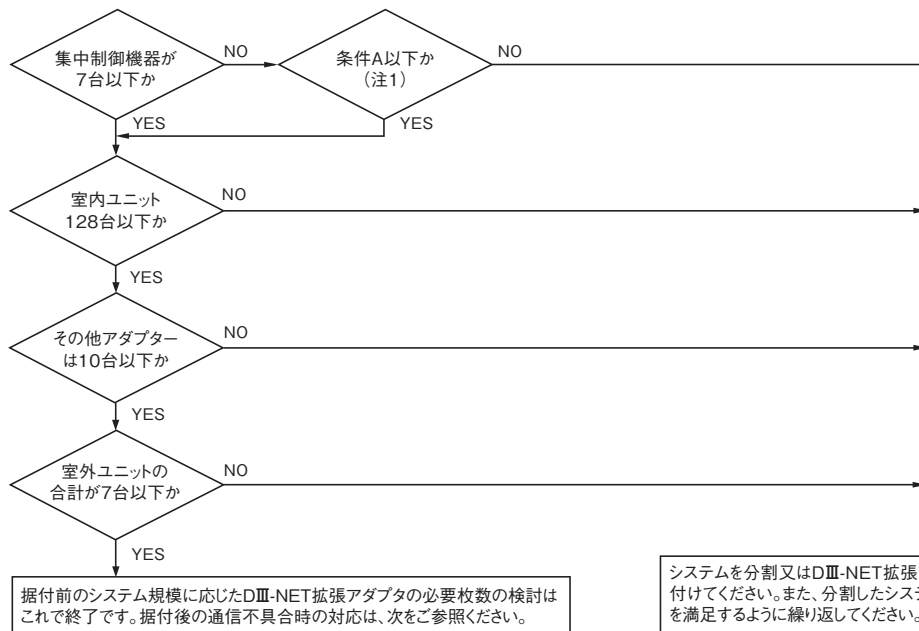 集中制御機器が
7台以下か
NO
条件A以下か
(注1)
NO
YES
YES
室内ユニット
128台以下か
NO
YES
その他アダプター
は10台以下か
NO
YES
室外ユニットの
合計が7台以下か
NO
YES
据付前のシステム規模に応じたDⅢ-NET拡張アダプタの必要枚数の検討は
これで終了です。据付後の通信不具合時の対応は、次をご参照ください。
システムを分割又はDⅢ-NET拡張
付けてください。また、分割したシステ
を満足するように繰り返してください。